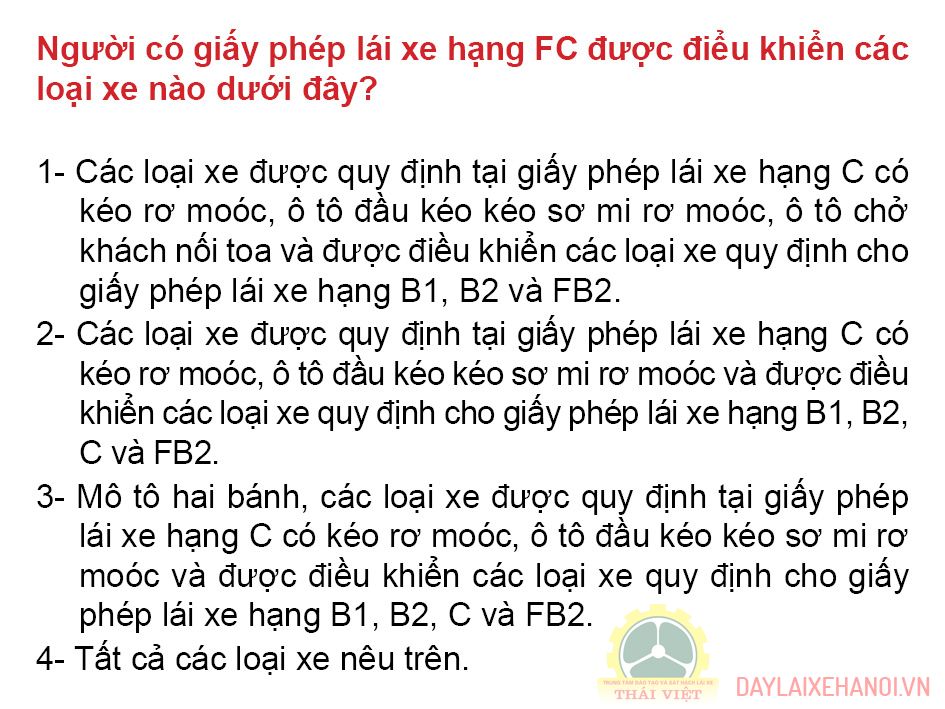 Người có giấy phép lái xe hạng FC được điều khiển các
loại xe nào dưới đây?
1- Các loại xe được quy định tại giấy phép lái xe hạng C có
kéo rơ moóc, ô tô đầu kéo kéo sơ mi rơ moóc, ô tô chở
khách nối toa và được điều khiển các loại xe quy định cho
giấy phép lái xe hạng B1, B2 và FB2.
2- Các loại xe được quy định tại giấy phép lái xe hạng C có
kéo rơ moóc, ô tô đầu kéo kéo sơ mi rơ moóc và được điều
khiển các loại xe quy định cho giấy phép lái xe hạng B1, B2,
C và FB2.
3- Mô tô hai bánh, các loại xe được quy định tại giấy phép
lái xe hạng C có kéo rơ moóc, ô tô đầu kéo kéo sơ mi rơ
moóc và được điều khiển các loại xe quy định cho giấy
phép lái xe hạng B1, B2, C và FB2.
4- Tất cả các loại xe nêu trên.
TRUNG TÂM ĐÀO TẠO VÀ SÁT HẠCH LÁI XE
THÁI VIỆT
DAYLAIXEHANOI.VN